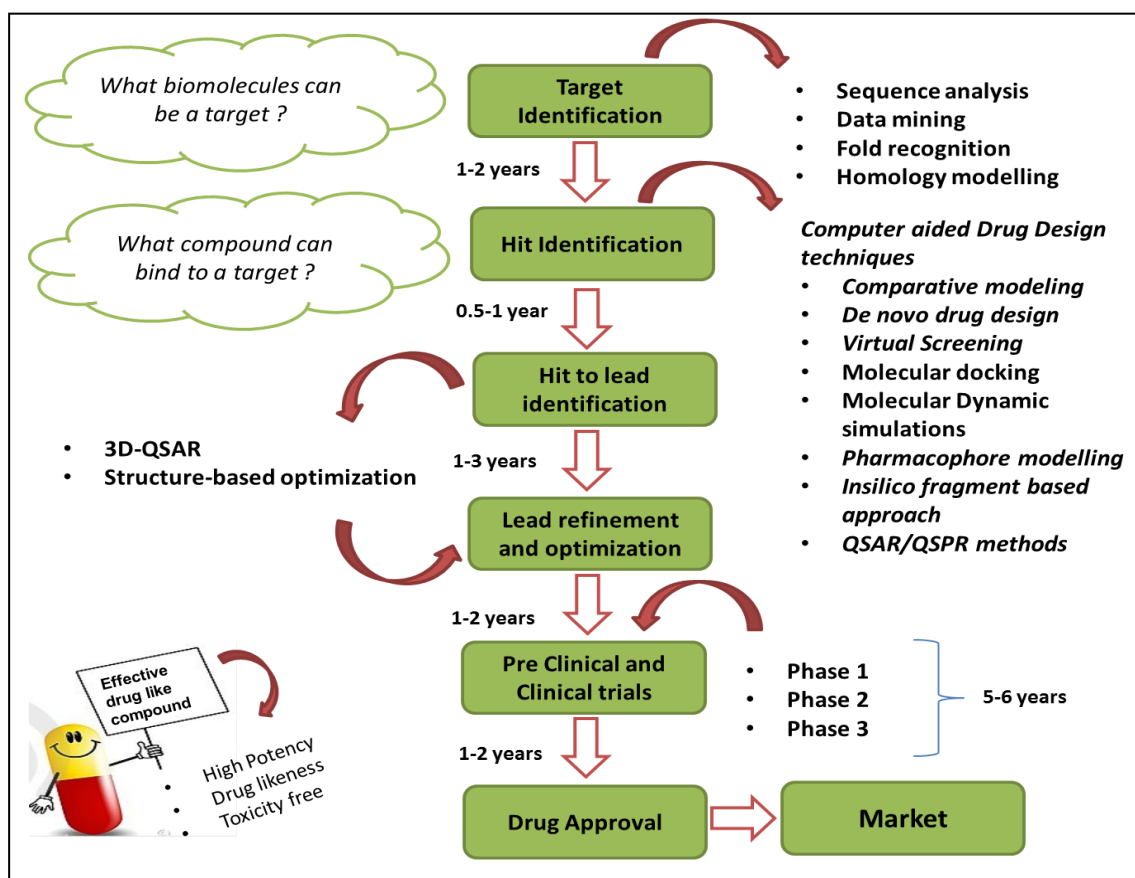 What biomolecules can
be a target ?
Target
Identification
• Sequence analysis
• Data mining
• Fold recognition
• Homology modelling
1-2 years
What compound can
bind to a target ?
Hit Identification
Computer aided Drug Design
techniques
• Comparative modeling
• De novo drug design
• Virtual Screening
• Molecular docking
• Molecular Dynamic
simulations
• Pharmacophore modelling
• Insilico fragment based
approach
• QSAR/QSPR methods
0.5-1 year
Hit to lead
identification
• 3D-QSAR
• Structure-based optimization
1-3 years
Lead refinement
and optimization
1-2 years
Pre Clinical and
Clinical trials
• Phase 1
• Phase 2
• Phase 3
5-6 years
Effective
drug like
compound
• High Potency
• Drug likeness
• Toxicity free
1-2 years
Drug Approval
Market